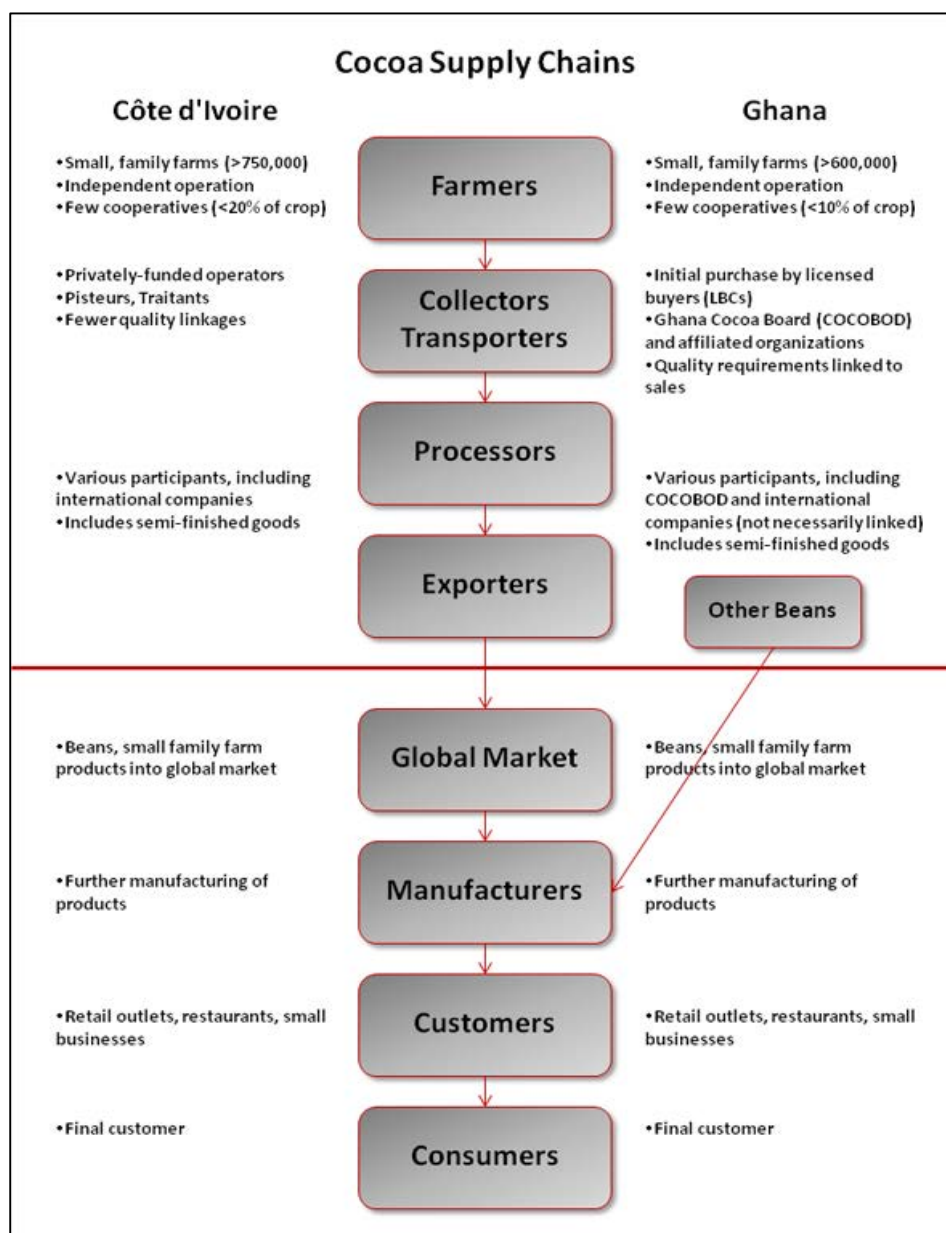 Cocoa Supply Chains
Côte d'Ivoire
Ghana
•Small, family farms (>750,000)
•Independent operation
•Few cooperatives (<20% of crop)
Farmers
•Small, family farms (>600,000)
•Independent operation
•Few cooperatives (<10% of crop)
•Privately-funded operators
•Pisteurs, Traitants
•Fewer quality linkages
Collectors
Transporters
•Initial purchase by licensed
buyers (LBCs)
•Ghana Cocoa Board (COCOBOD)
and affiliated organizations
•Quality requirements linked to
sales
Processors
•Various participants, including
international companies
•Includes semi-finished goods
•Various participants, including
COCOBOD and international
companies (not necessarily linked)
•Includes semi-finished goods
Exporters
Other Beans
•Beans, small family farm
products into global market
Global Market
•Beans, small family farm
products into global market
•Further manufacturing of
products
Manufacturers
•Further manufacturing of
products
•Retail outlets, restaurants, small
businesses
Customers
•Retail outlets, restaurants, small
businesses
•Final customer
Consumers
•Final customer